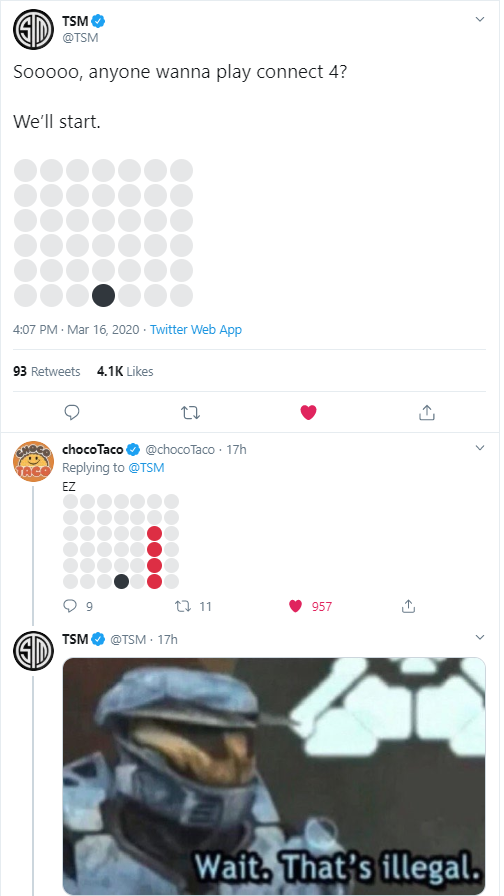 TSM
@TSM
Sooooo, anyone wanna play connect 4?
We'll start.
4:07 PM · Mar 16, 2020 · Twitter Web App
93 Retweets 4.1K Likes
CHOCO
TACO
chocoTaco @chocoTaco · 17h
Replying to @TSM
EZ
9 11 957
TSM @TSM · 17h
Wait. That's illegal.